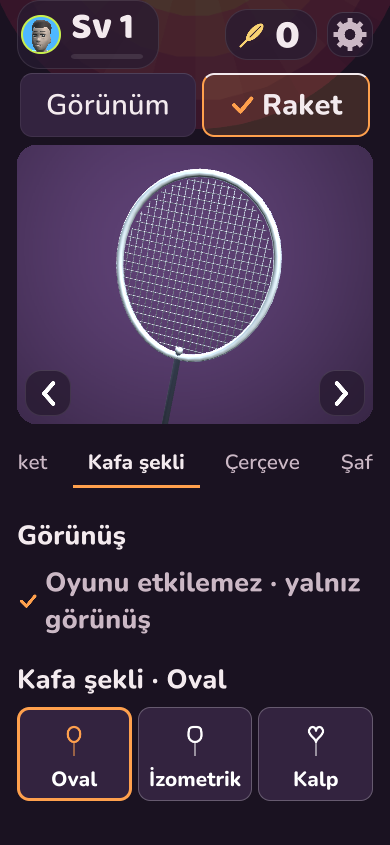 Sv 1
0
Görünüm
Raket
ket
Kafa şekli
Çerçeve
Şaf
Görünüş
Oyunu etkilemez · yalnız
görünüş
Kafa şekli · Oval
Oval
İzometrik
Kalp